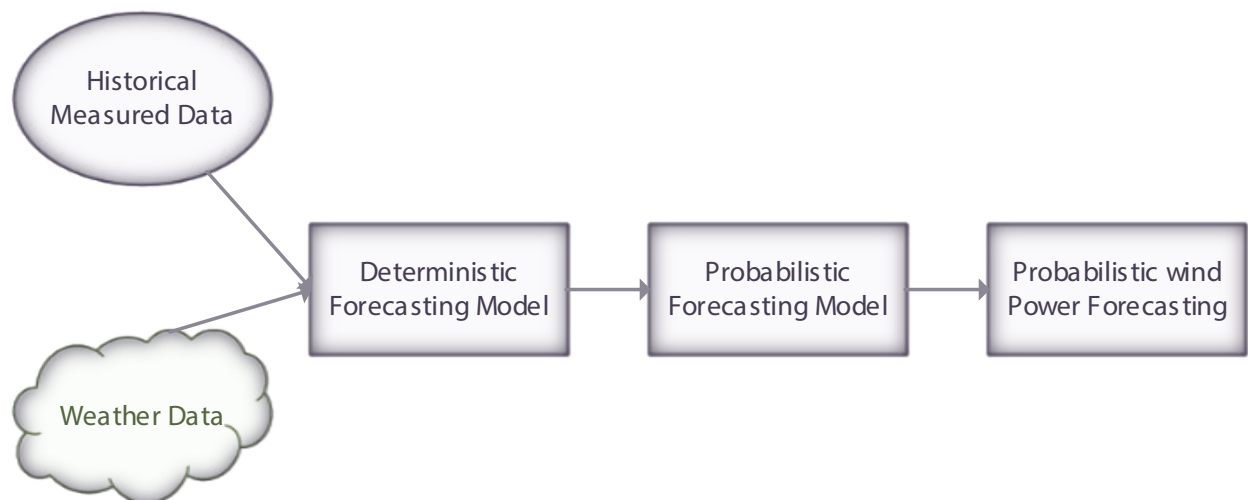 Historical
Measured Data
Deterministic
Forecasting Model
Probabilistic
Forecasting Model
Probabilistic wind
Power Forecasting
Weather Data